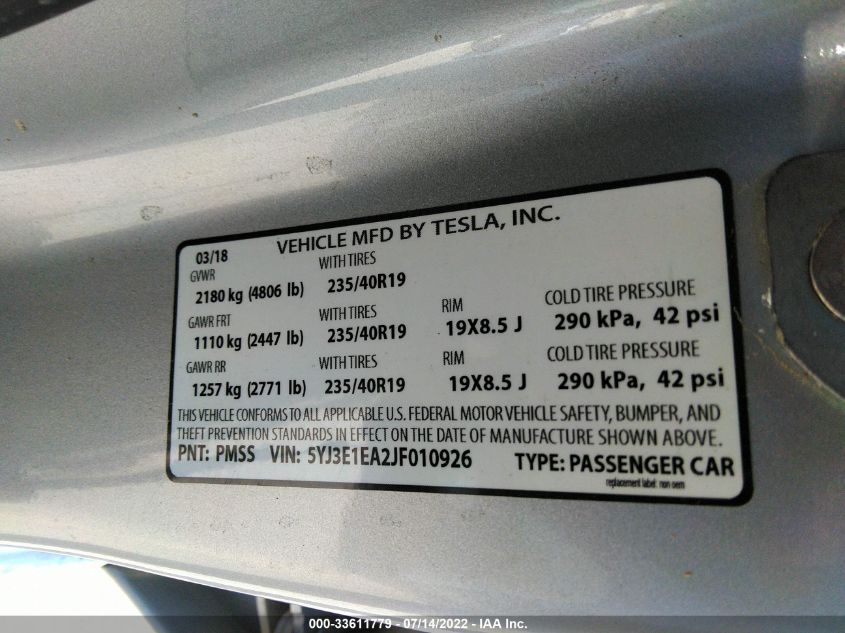 VEHICLE MFD BY TESLA, INC.
03/18
GVWR WITH TIRES
2180 kg (4806 lb) 235/40R19
GAWR FRT WITH TIRES RIM COLD TIRE PRESSURE
1110 kg (2447 lb) 235/40R19 19X8.5 J 290 kPa, 42 psi
GAWR RR WITH TIRES RIM COLD TIRE PRESSURE
1257 kg (2771 lb) 235/40R19 19X8.5 J 290 kPa, 42 psi
THIS VEHICLE CONFORMS TO ALL APPLICABLE U.S. FEDERAL MOTOR VEHICLE SAFETY, BUMPER, AND
THEFT PREVENTION STANDARDS IN EFFECT ON THE DATE OF MANUFACTURE SHOWN ABOVE.
PNT: PMSS VIN: 5YJ3E1EA2JF010926 TYPE: PASSENGER CAR
replacement label non oem
000-33611779 - 07/14/2022 - IAA Inc.